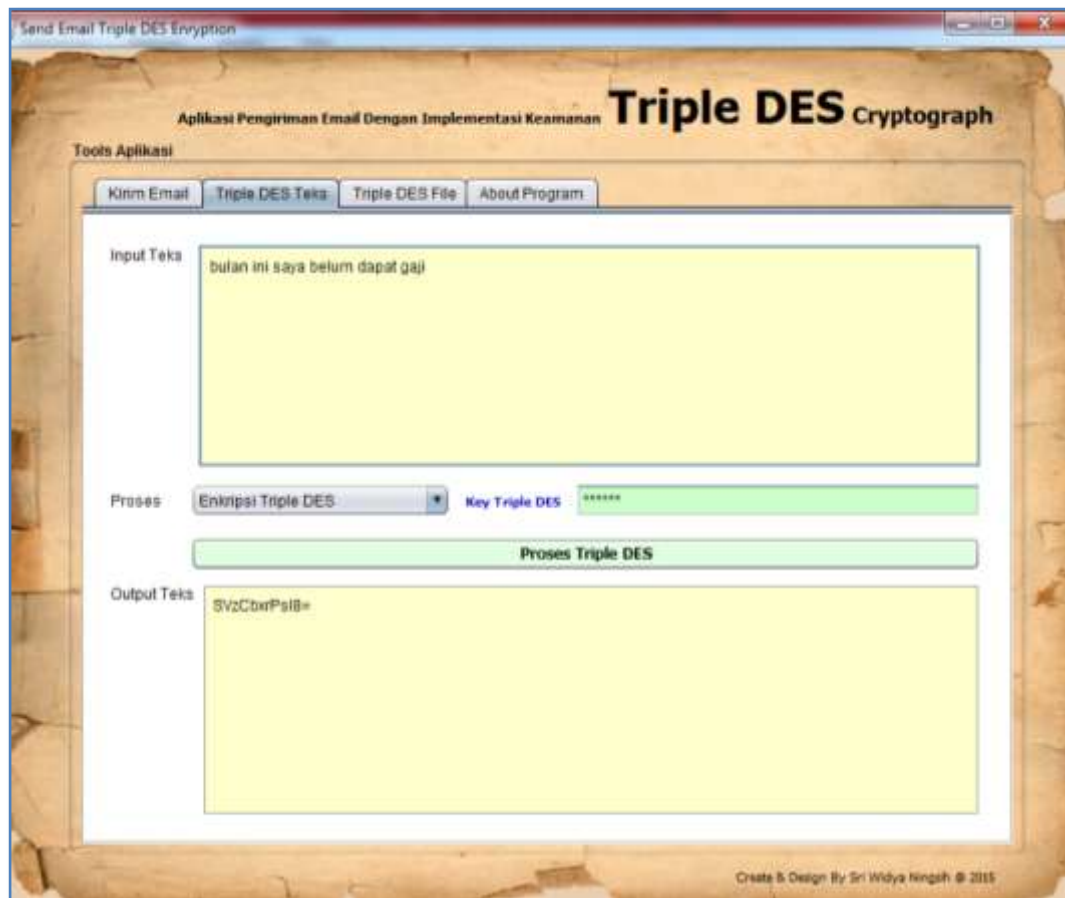 Send Email Triple DES Enryption
Aplikasi Pengiriman Email Dengan Implementasi Keamanan Triple DES Cryptograph
Tools Aplikasi
Kirim Email Triple DES Teks Triple DES File About Program
Input Teks
bulan ini saya belum dapat gaji
Proses Enkripsi Triple DES Key Triple DES ******
Proses Triple DES
Output Teks
Create & Design By Sri Widya Ningsih @ 2015